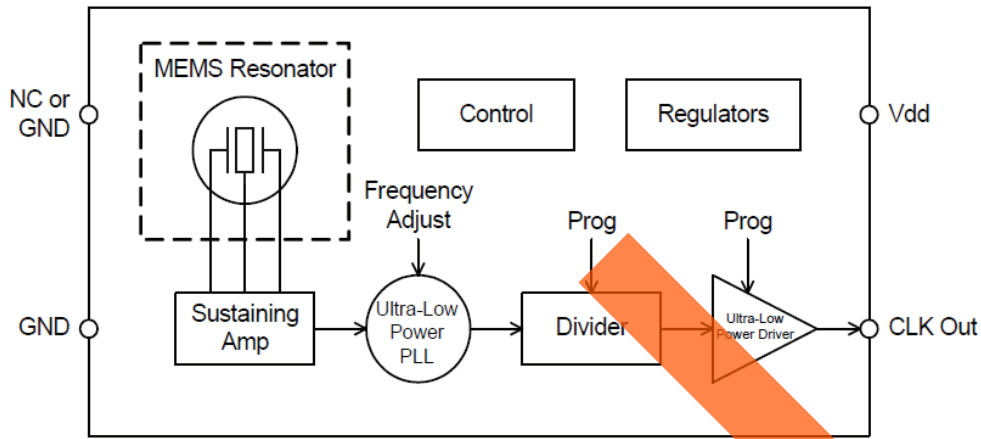 MEMS Resonator
NC or
GND
Control
Regulators
Vdd
Frequency
Adjust
Prog
Prog
GND
Sustaining
Amp
Ultra-Low
Power
PLL
Divider
Ultra-Low
Power Driver
CLK Out